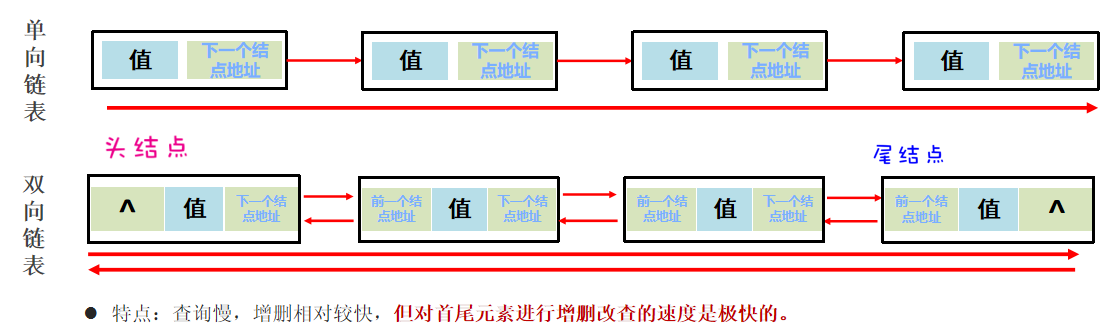 单向链表
值 下一个结点地址 值 下一个结点地址 值 下一个结点地址 值 下一个结点地址
头结点 尾结点
双向链表
^ 值 下一个结点地址 前一个结点地址 值 下一个结点地址 前一个结点地址 值 下一个结点地址 前一个结点地址 值 ^
● 特点：查询慢，增删相对较快，但对首尾元素进行增删改查的速度是极快的。